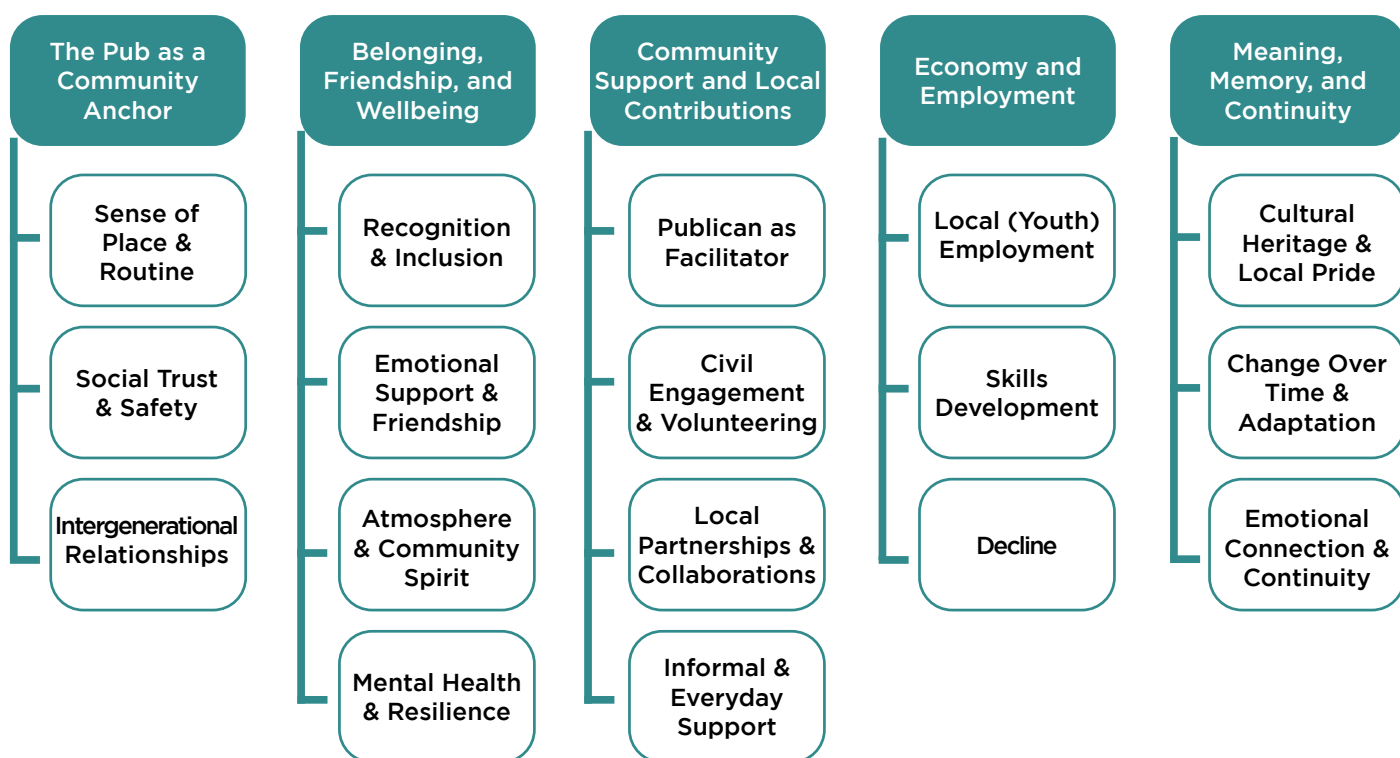 The Pub as a
Community
Anchor
Sense of
Place &
Routine
Social Trust
& Safety
Intergenerational
Relationships
Belonging,
Friendship, and
Wellbeing
Recognition
& Inclusion
Emotional
Support &
Friendship
Atmosphere
& Community
Spirit
Mental Health
& Resilience
Community
Support and Local
Contributions
Publican as
Facilitator
Civil
Engagement
& Volunteering
Local
Partnerships &
Collaborations
Informal &
Everyday
Support
Economy and
Employment
Local (Youth)
Employment
Skills
Development
Decline
Meaning,
Memory, and
Continuity
Cultural
Heritage &
Local Pride
Change Over
Time &
Adaptation
Emotional
Connection &
Continuity